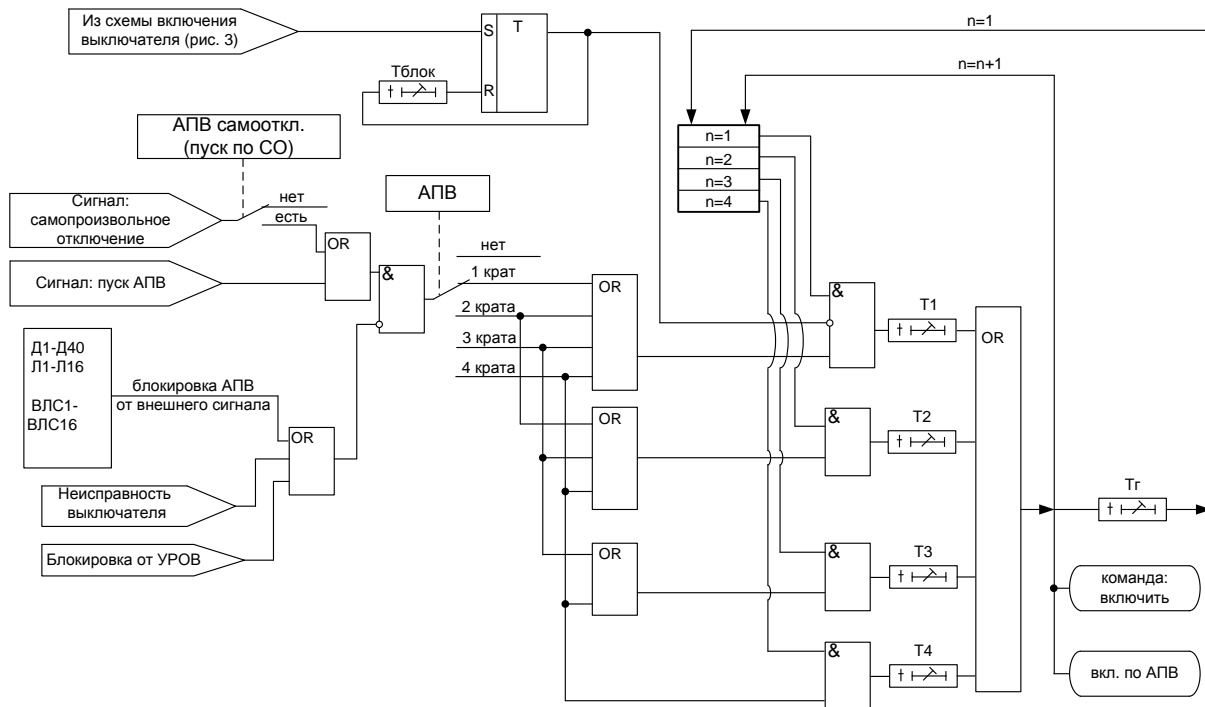 Из схемы включения
выключателя (рис. 3)
S
T
R
Тблок
n=1
n=n+1
n=1
n=2
n=3
n=4
АПВ самооткл.
(пуск по СО)
Сигнал:
самопроизвольное
отключение
нет
есть
OR
АПВ
Сигнал: пуск АПВ
&
нет
1 крат
2 крата
3 крата
4 крата
OR
&
T1
OR
Д1-Д40
Л1-Л16
ВЛС1-
ВЛС16
блокировка АПВ
от внешнего сигнала
OR
OR
&
T2
Неисправность
выключателя
Блокировка от УРОВ
Тг
OR
&
T3
команда:
включить
&
T4
вкл. по АПВ